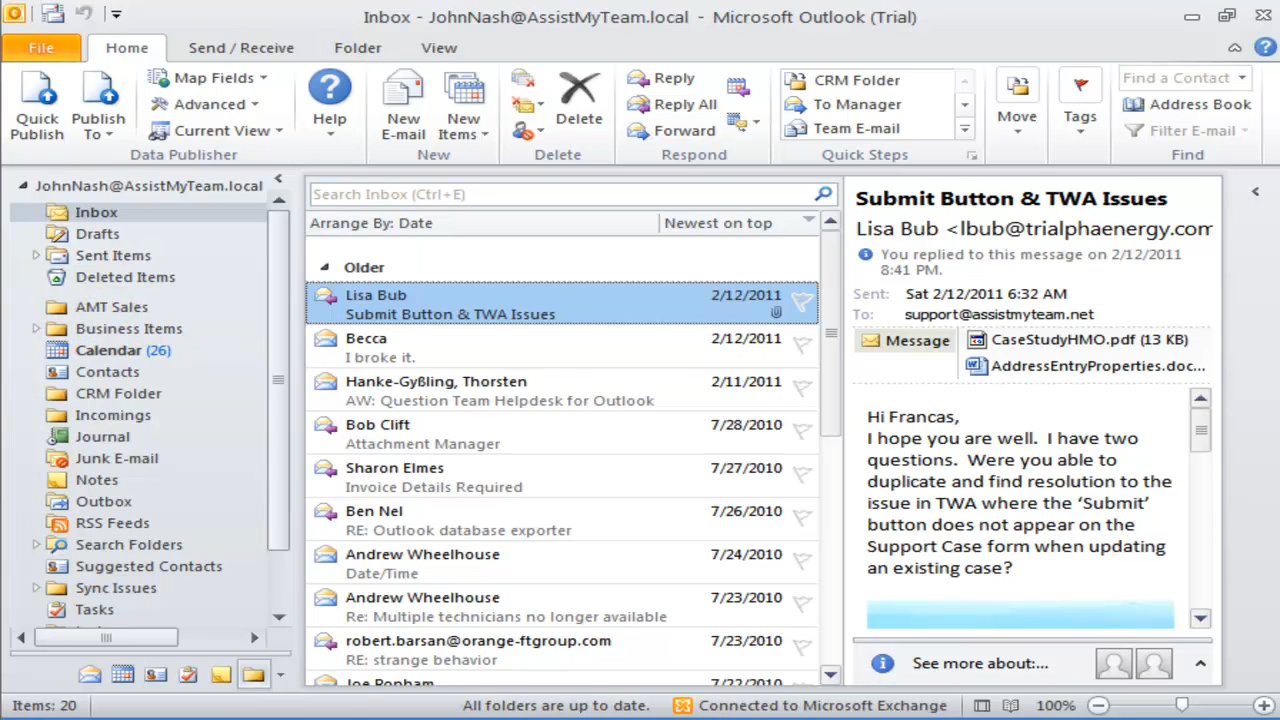 Inbox - JohnNash@AssistMyTeam.local - Microsoft Outlook (Trial)
File Home Send / Receive Folder View
Quick Publish
Publish To
Map Fields
Advanced
Current View
Data Publisher
Help
New E-mail
New Items
New
Delete
Delete
Reply
Reply All
Forward
Respond
CRM Folder
To Manager
Team E-mail
Quick Steps
Move
Tags
Find a Contact
Address Book
Filter E-mail
Find
JohnNash@AssistMyTeam.local
Inbox
Drafts
Sent Items
Deleted Items
AMT Sales
Business Items
Calendar (26)
Contacts
CRM Folder
Incomings
Journal
Junk E-mail
Notes
Outbox
RSS Feeds
Search Folders
Suggested Contacts
Sync Issues
Tasks
Search Inbox (Ctrl+E)
Arrange By: Date Newest on top
Older
Lisa Bub 2/12/2011
Submit Button & TWA Issues
Becca 2/12/2011
I broke it.
Hanke-Gyßling, Thorsten 2/11/2011
AW: Question Team Helpdesk for Outlook
Bob Clift 7/28/2010
Attachment Manager
Sharon Elmes 7/27/2010
Invoice Details Required
Ben Nel 7/26/2010
RE: Outlook database exporter
Andrew Wheelhouse 7/24/2010
Date/Time
Andrew Wheelhouse 7/23/2010
Re: Multiple technicians no longer available
robert.barsan@orange-ftgroup.com 7/23/2010
RE: strange behavior
7/22/2010
Submit Button & TWA Issues
Lisa Bub <lbub@trialphaenergy.com
You replied to this message on 2/12/2011
8:41 PM.
Sent: Sat 2/12/2011 6:32 AM
To: support@assistmyteam.net
Message CaseStudyHMO.pdf (13 KB)
AddressEntryProperties.doc...
Hi Francas,
I hope you are well. I have two
questions. Were you able to
duplicate and find resolution to the
issue in TWA where the ‘Submit’
button does not appear on the
Support Case form when updating
an existing case?
See more about:...
Items: 20 All folders are up to date. Connected to Microsoft Exchange 100%